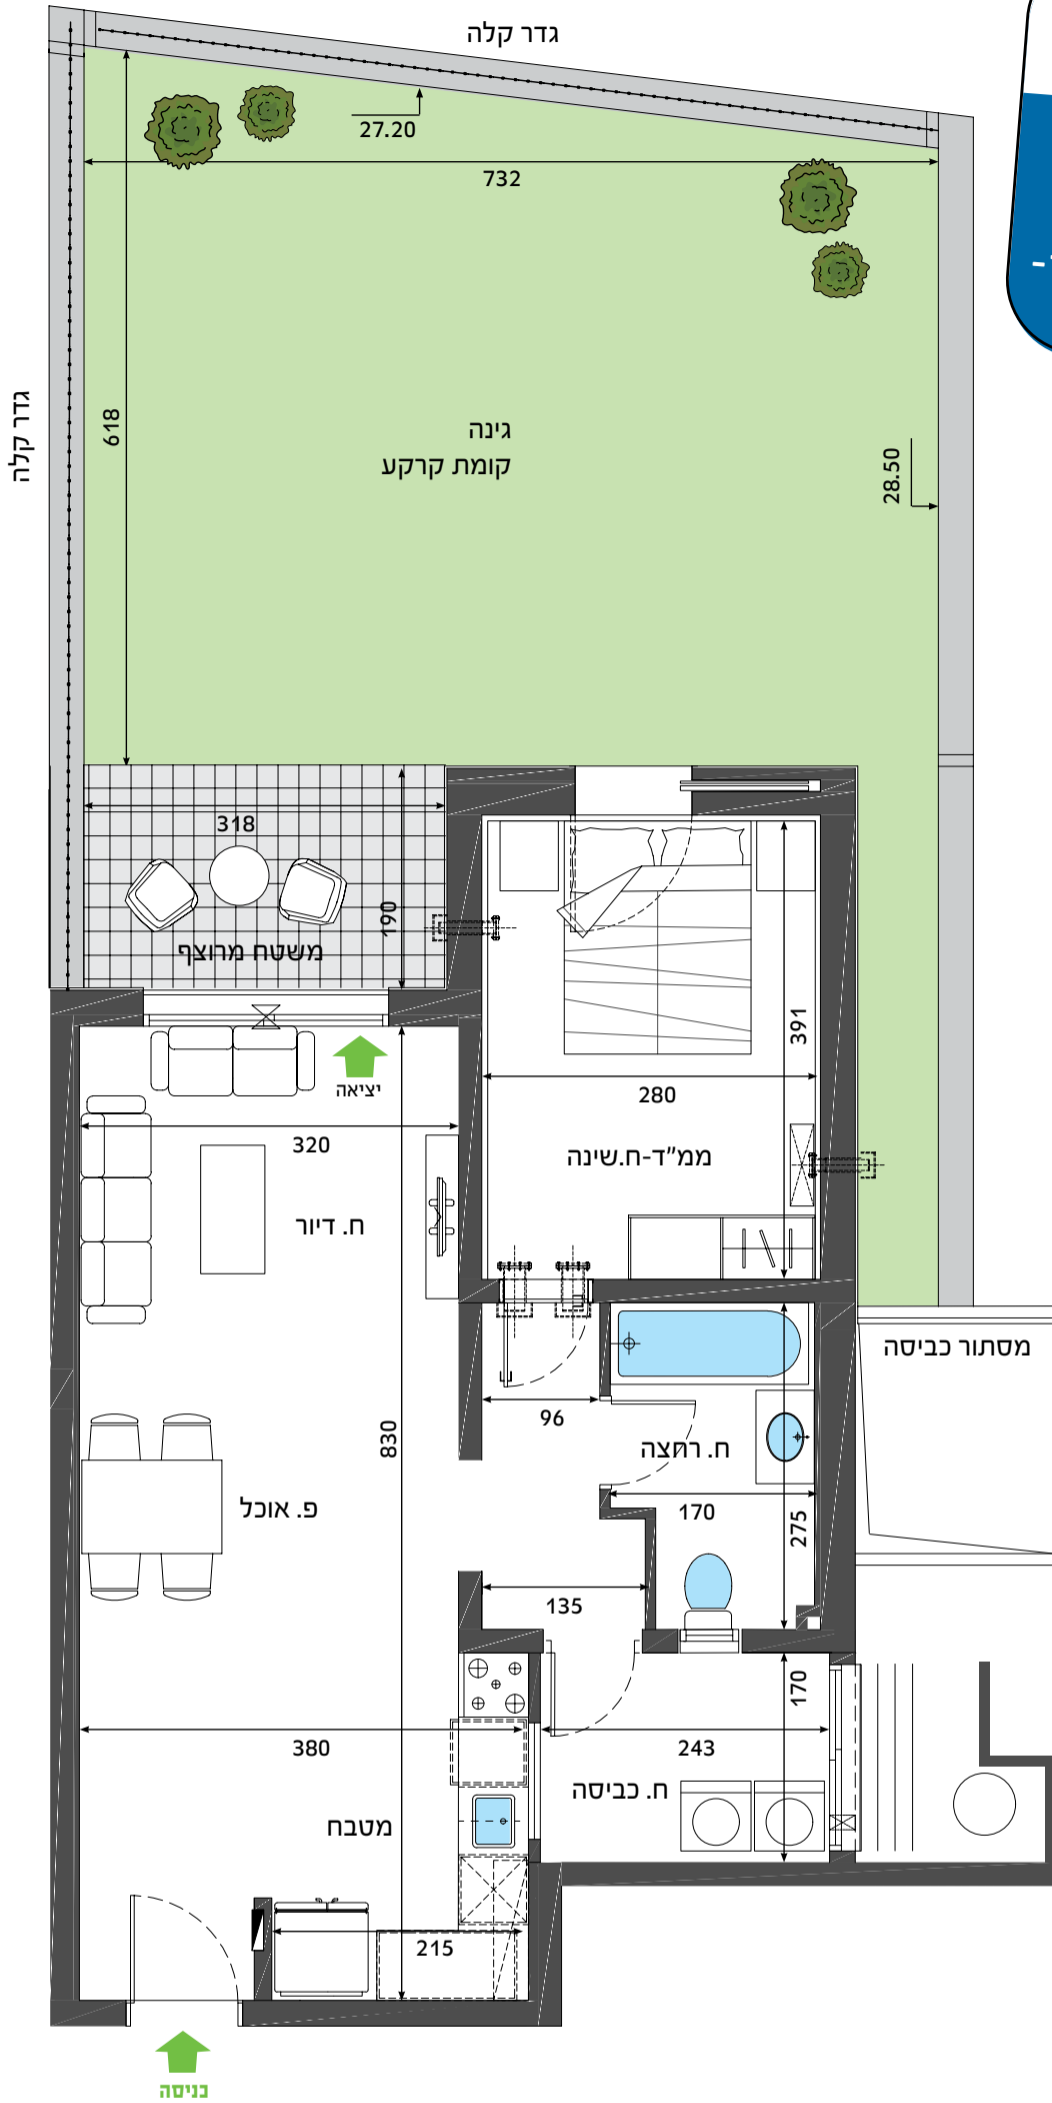 גדר קלה
27.20
732
גדר קלה
618
גינה
קומת קרקע
28.50
318
190
משטח מרוצף
391
280
יציאה
320
ממ"ד-ח.שינה
ח. דיור
מסתור כביסה
96
830
ח. רחצה
פ. אוכל
170
275
135
170
380
243
ח. כביסה
מטבח
215
כניסה